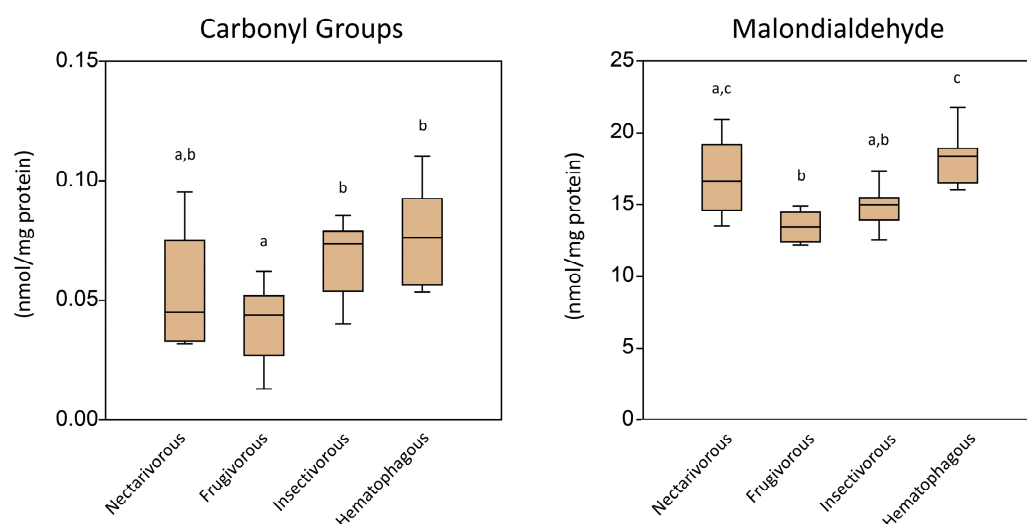 Carbonyl Groups
0.15
0.10
0.05
0.00
(nmol/mg protein)
a,b
a
b
b
Nectarivorous
Frugivorous
Insectivorous
Hematophagous
Malondialdehyde
25
20
15
10
5
0
(nmol/mg protein)
a,c
b
a,b
c
Nectarivorous
Frugivorous
Insectivorous
Hematophagous